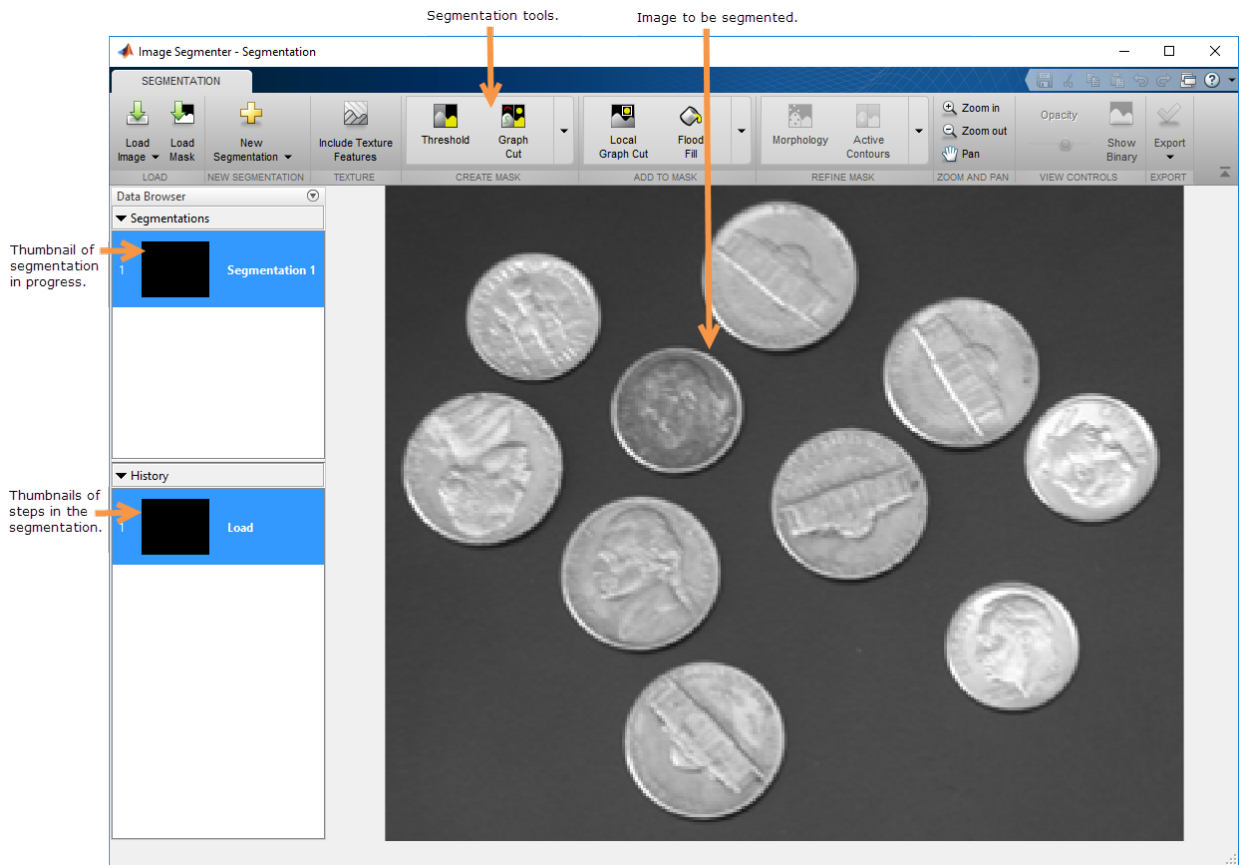 Segmentation tools.
Image to be segmented.
Image Segmenter - Segmentation
SEGMENTATION
Load Image
Load Mask
New Segmentation
Include Texture Features
Threshold
Graph Cut
Local Graph Cut
Flood Fill
Morphology
Active Contours
Zoom in
Zoom out
Pan
Opacity
Show Binary
Export
LOAD
NEW SEGMENTATION
TEXTURE
CREATE MASK
ADD TO MASK
REFINE MASK
ZOOM AND PAN
VIEW CONTROLS
EXPORT
Data Browser
Segmentations
Thumbnail of
segmentation
in progress.
1 Segmentation 1
History
Thumbnails of
steps in the
segmentation.
1 Load